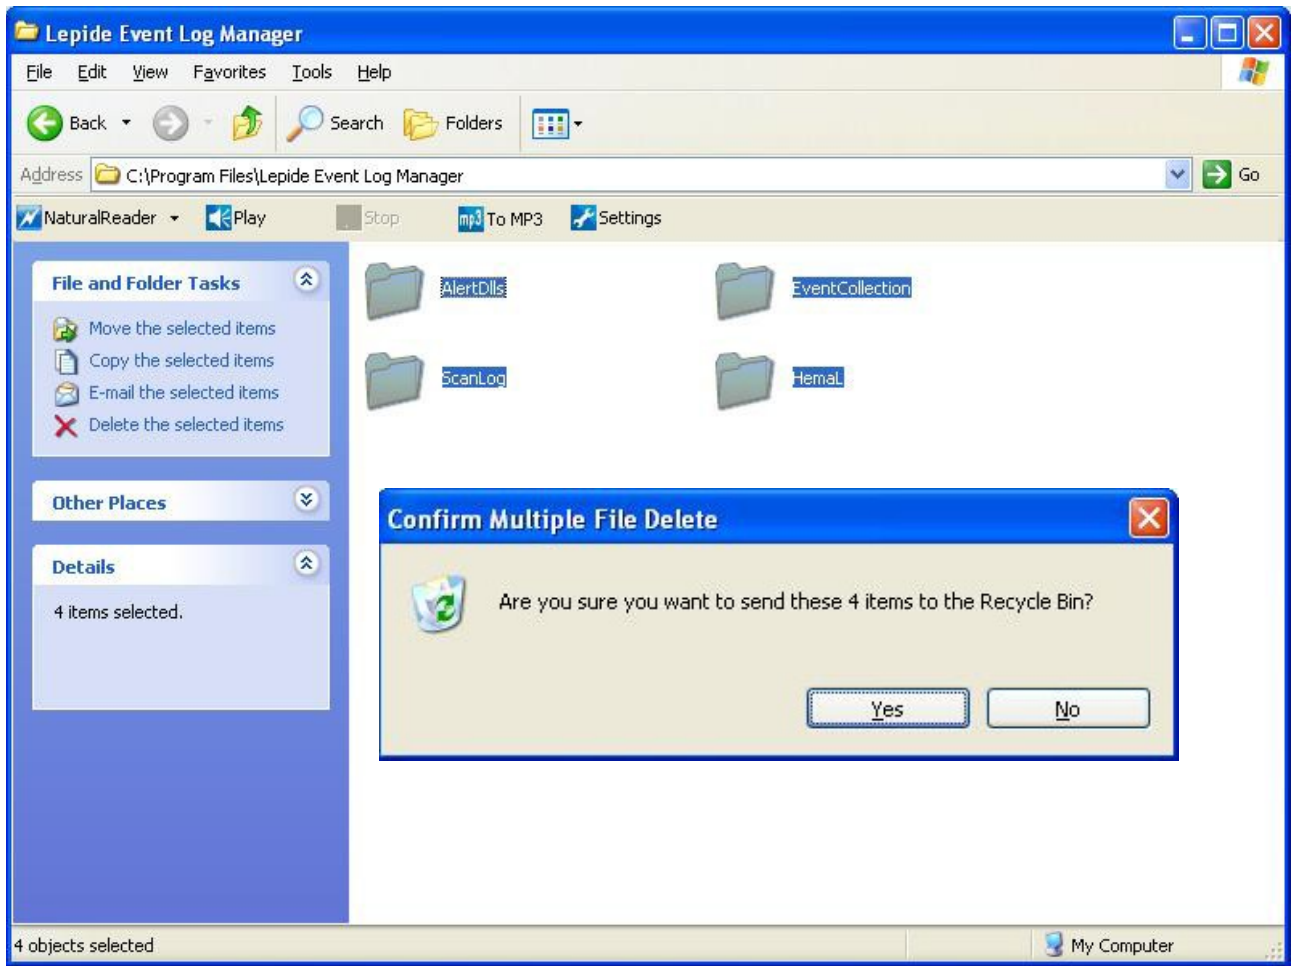 Lepide Event Log Manager
File Edit View Favorites Tools Help
Back Search Folders
Address C:\Program Files\Lepide Event Log Manager Go
NaturalReader Play Stop mp3 To MP3 Settings
File and Folder Tasks
Move the selected items
Copy the selected items
E-mail the selected items
Delete the selected items
Other Places
Details
4 items selected.
AlertDlls EventCollection
ScanLog HemaL
Confirm Multiple File Delete
Are you sure you want to send these 4 items to the Recycle Bin?
Yes No
4 objects selected My Computer